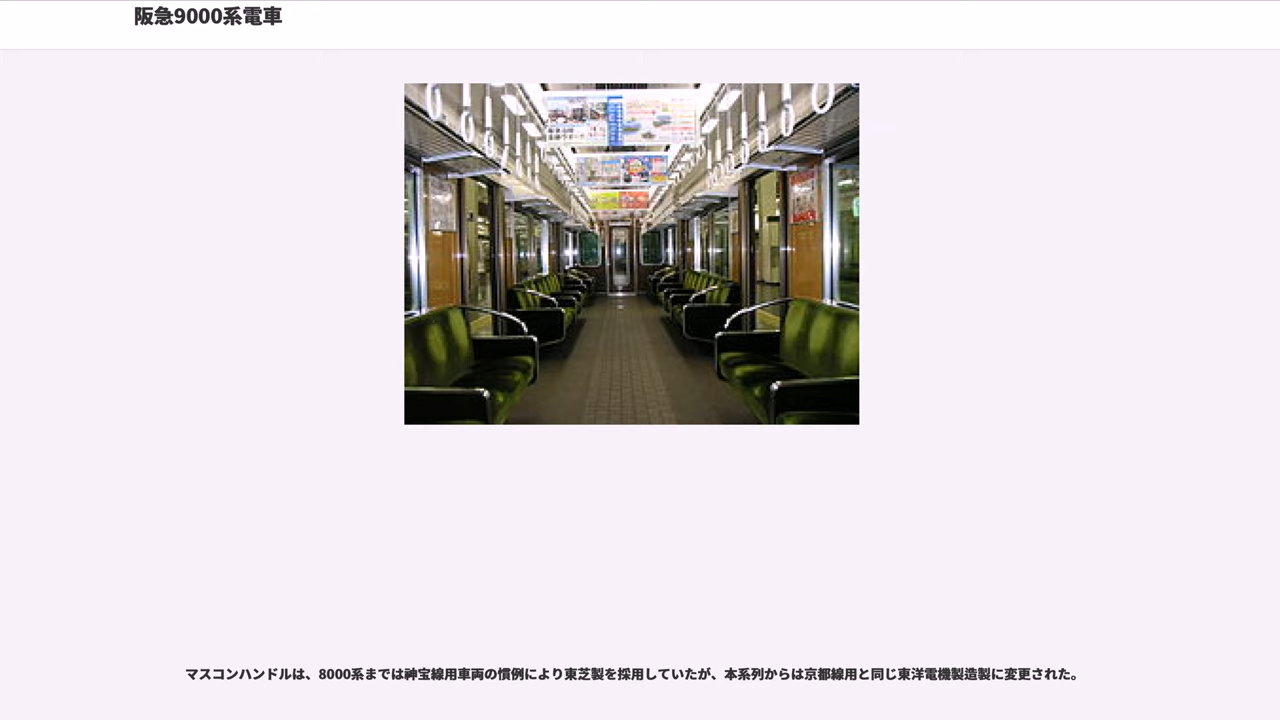 阪急9000系電車
マスコンハンドルは、8000系までは神宝線用車両の慣例により東芝製を採用していたが、本系列からは京都線用と同じ東洋電機製造製に変更された。